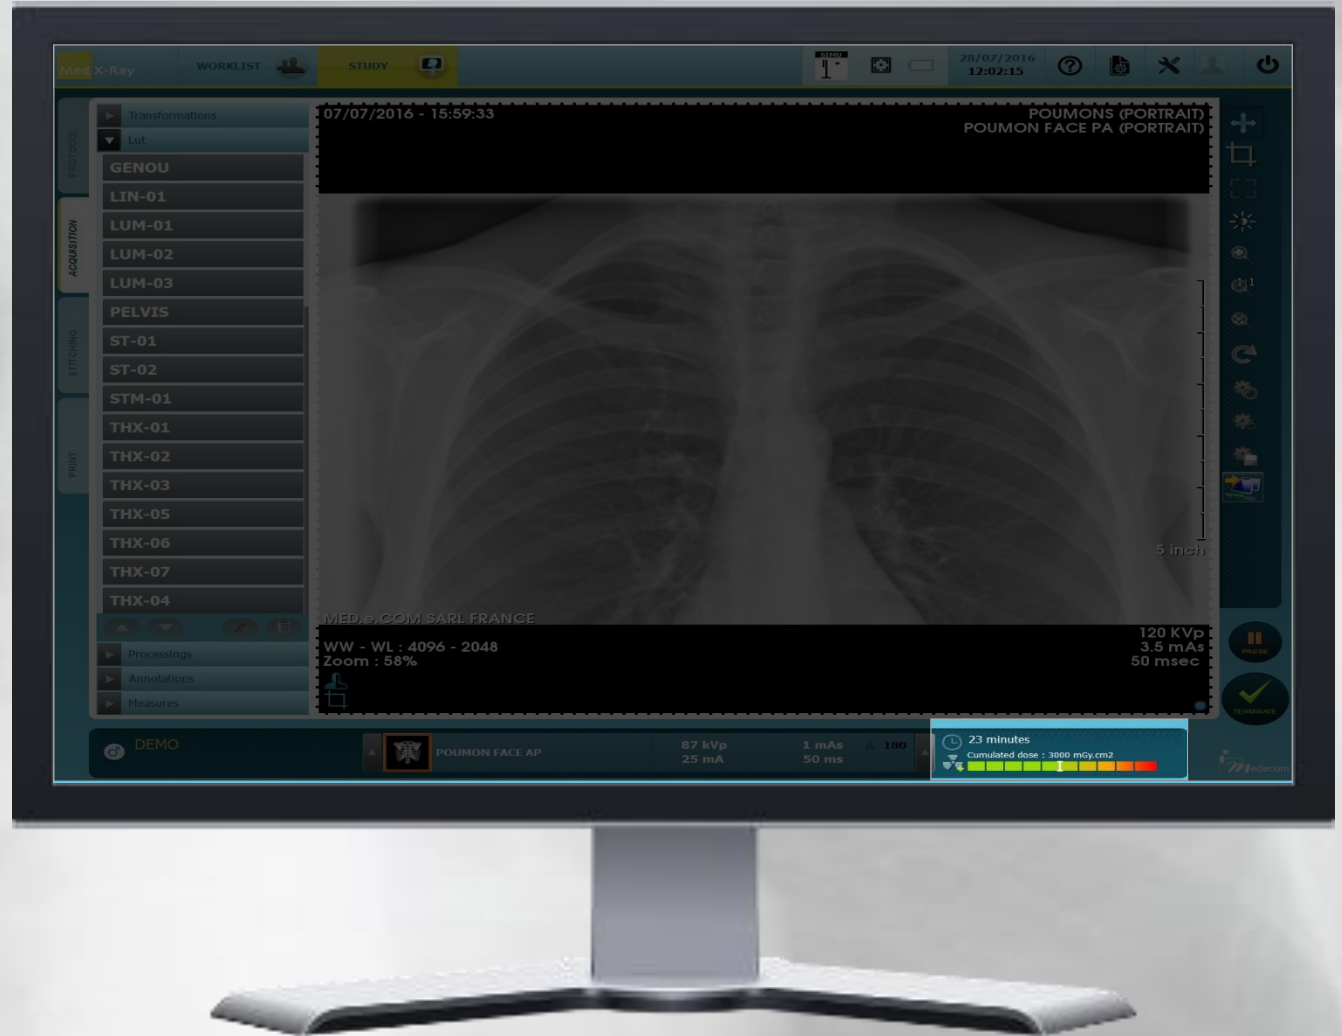 Med X-Ray
WORKLIST
STUDY
STMU
28/07/2016
12:02:15
PROTOCOL
ACQUISITION
STITCHING
PRINT
Transformations
Lut
GENOU
LIN-01
LUM-01
LUM-02
LUM-03
PELVIS
ST-01
ST-02
STM-01
THX-01
THX-02
THX-03
THX-05
THX-06
THX-07
THX-04
Processings
Annotations
Measures
07/07/2016 - 15:59:33
POUMONS (PORTRAIT)
POUMON FACE PA (PORTRAIT)
5 inch
MED.e.COM SARL FRANCE
WW - WL : 4096 - 2048
Zoom : 58%
120 KVp
3.5 mAs
50 msec
PAUSE
TERMINATE
DEMO
POUMON FACE AP
87 kVp
25 mA
1 mAs
50 ms
180
23 minutes
Cumulated dose : 3000 mGy.cm2
Medecom